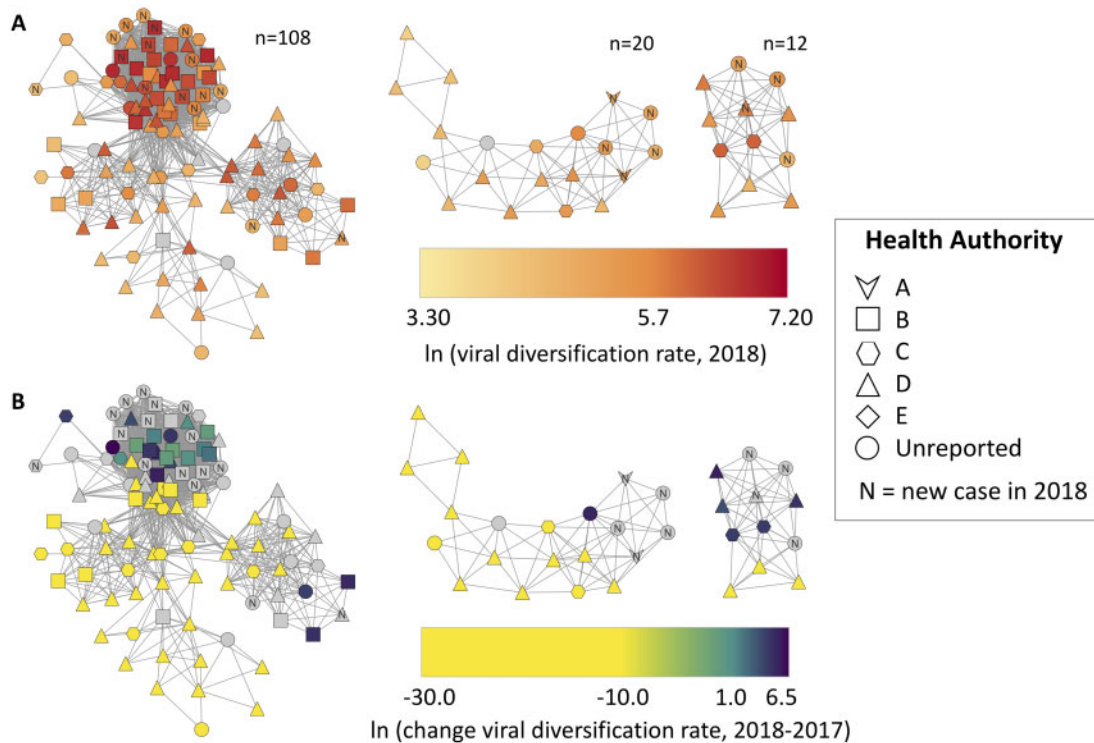 A
n=108
n=20
n=12
3.30 5.7 7.20
ln (viral diversification rate, 2018)
Health Authority
A
B
C
D
E
Unreported
N = new case in 2018
B
-30.0 -10.0 1.0 6.5
ln (change viral diversification rate, 2018-2017)